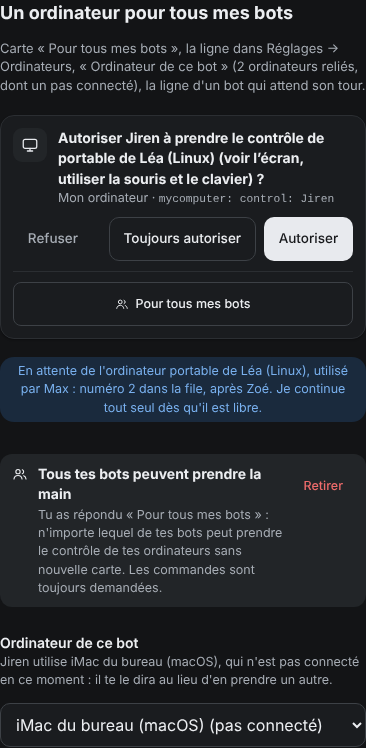 Un ordinateur pour tous mes bots
Carte « Pour tous mes bots », la ligne dans Réglages →
Ordinateurs, « Ordinateur de ce bot » (2 ordinateurs reliés,
dont un pas connecté), la ligne d'un bot qui attend son tour.
Autoriser Jiren à prendre le contrôle de
portable de Léa (Linux) (voir l’écran,
utiliser la souris et le clavier) ?
Mon ordinateur · mycomputer: control: Jiren
Refuser
Toujours autoriser
Autoriser
Pour tous mes bots
En attente de l'ordinateur portable de Léa (Linux), utilisé
par Max : numéro 2 dans la file, après Zoé. Je continue
tout seul dès qu'il est libre.
Tous tes bots peuvent prendre la
main
Retirer
Tu as répondu « Pour tous mes bots » :
n'importe lequel de tes bots peut prendre
le contrôle de tes ordinateurs sans
nouvelle carte. Les commandes sont
toujours demandées.
Ordinateur de ce bot
Jiren utilise iMac du bureau (macOS), qui n'est pas connecté
en ce moment : il te le dira au lieu d'en prendre un autre.
iMac du bureau (macOS) (pas connecté)